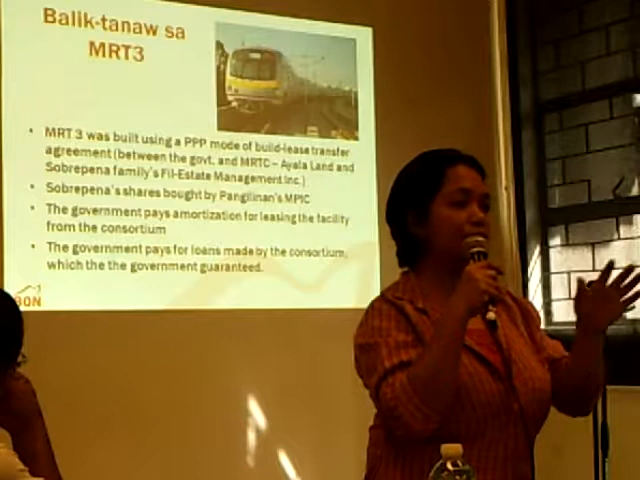 Balik-tanaw sa
MRT3
• MRT 3 was built using a PPP mode of build-lease transfer
agreement (between the govt. and MRTC – Ayala Land and
Sobrepena family's Fil-Estate Management Inc.)
• Sobrepena's shares bought by Pangilinan's MPIC
• The government pays amortization for leasing the facility
from the consortium
• The government pays for loans made by the consortium,
which the the government guaranteed.
BON